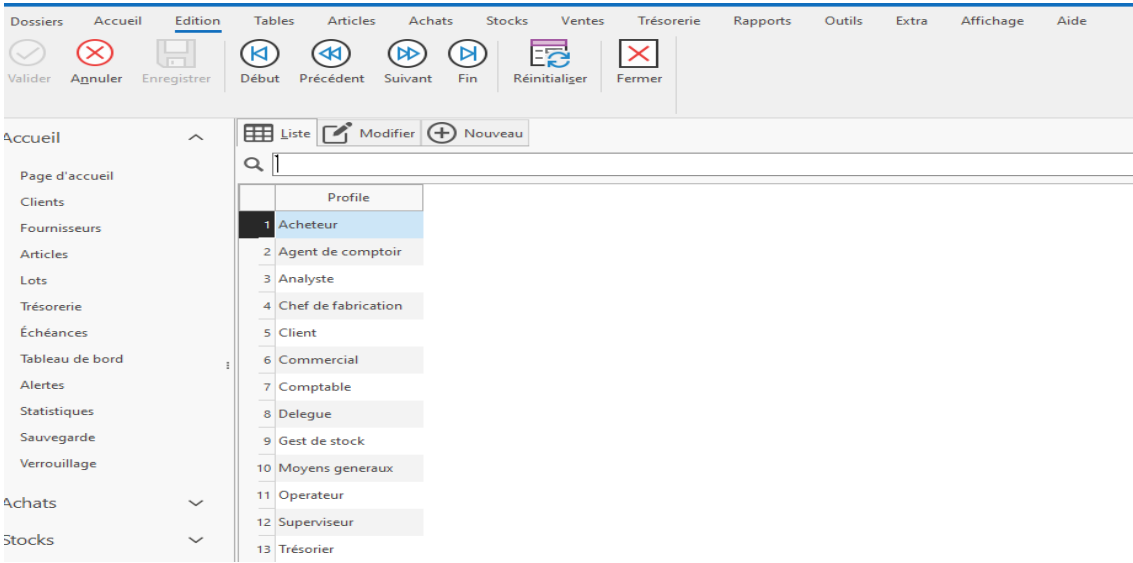 Dossiers Accueil Edition Tables Articles Achats Stocks Ventes Trésorerie Rapports Outils Extra Affichage Aide
Valider Annuler Enregistrer Début Précédent Suivant Fin Réinitialiser Fermer
Accueil
Page d'accueil
Clients
Fournisseurs
Articles
Lots
Trésorerie
Échéances
Tableau de bord
Alertes
Statistiques
Sauvegarde
Verrouillage
Achats
Stocks
Liste Modifier Nouveau
Profile
1 Acheteur
2 Agent de comptoir
3 Analyste
4 Chef de fabrication
5 Client
6 Commercial
7 Comptable
8 Delegue
9 Gest de stock
10 Moyens generaux
11 Operateur
12 Superviseur
13 Trésorier